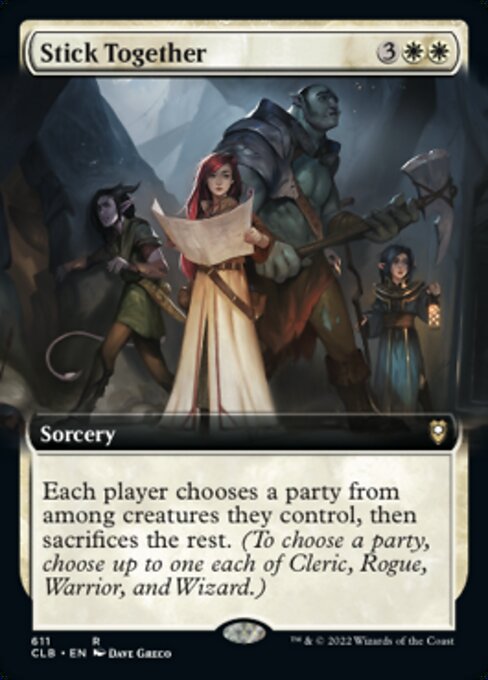 Stick Together 3
Sorcery
Each player chooses a party from
among creatures they control, then
sacrifices the rest. (To choose a party,
choose up to one each of Cleric, Rogue,
Warrior, and Wizard.)
611 R
CLB • EN DAVE GRECO
™ & © 2022 Wizards of the Coast